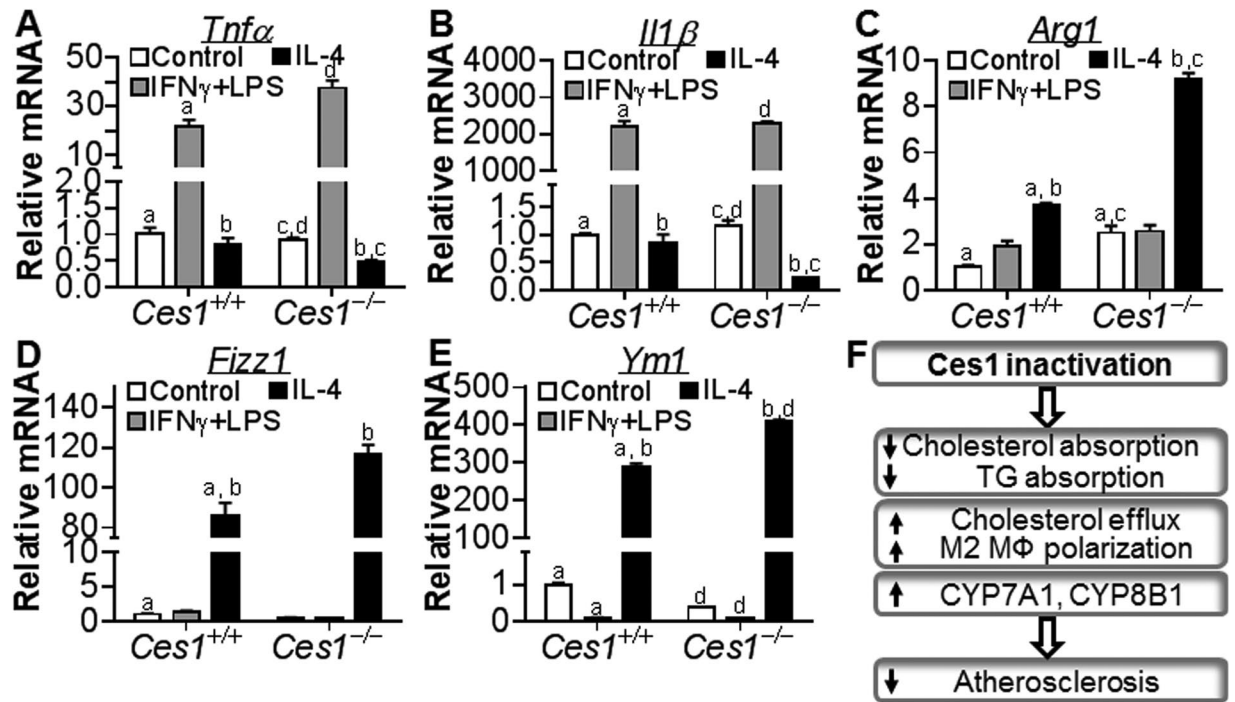 A Tnfα
Control IL-4
IFNγ+LPS
Relative mRNA
50
30
10
2.0
1.5
1.0
0.5
0.0
a
a
b
c,d
d
b,c
Ces1+/+ Ces1−/−
B Il1β
Control IL-4
IFNγ+LPS
Relative mRNA
4000
3000
2000
1000
1.5
1.0
0.5
0.0
a
a
b
c,d
d
b,c
Ces1+/+ Ces1−/−
C Arg1
Control IL-4
IFNγ+LPS
Relative mRNA
10
8
6
4
2
0
a
a, b
a,c
b,c
Ces1+/+ Ces1−/−
D Fizz1
Control IL-4
IFNγ+LPS
Relative mRNA
140
120
100
80
10
5
0
a
a, b
b
Ces1+/+ Ces1−/−
E Ym1
Control IL-4
IFNγ+LPS
Relative mRNA
500
400
300
200
100
1
0
a
a
a, b
d
d
b,d
Ces1+/+ Ces1−/−
F Ces1 inactivation
Cholesterol absorption
TG absorption
Cholesterol efflux
M2 MΦ polarization
CYP7A1, CYP8B1
Atherosclerosis